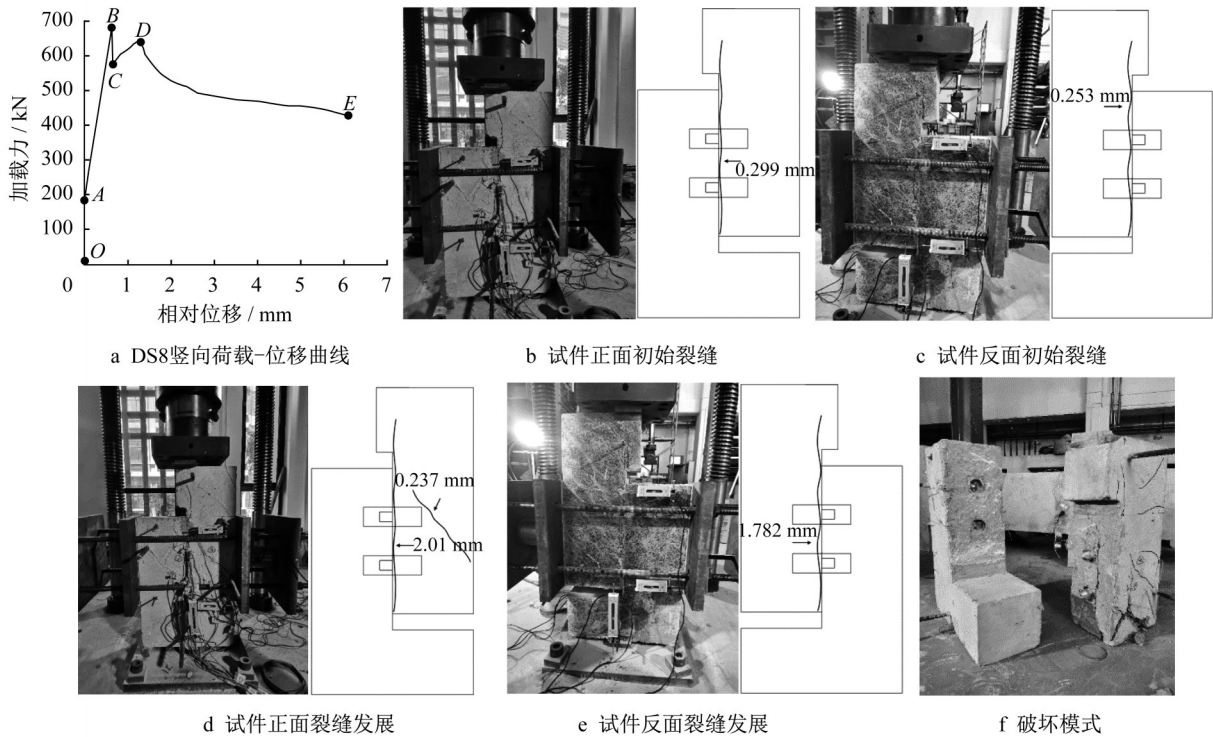 700
600
500
400
300
200
100
0
1
2
3
4
5
6
7
B
D
C
E
A
O
加载力 / kN
相对位移 / mm
a DS8竖向荷载-位移曲线
0.299 mm
b 试件正面初始裂缝
0.253 mm
c 试件反面初始裂缝
0.237 mm
2.01 mm
d 试件正面裂缝发展
1.782 mm
e 试件反面裂缝发展
f 破坏模式